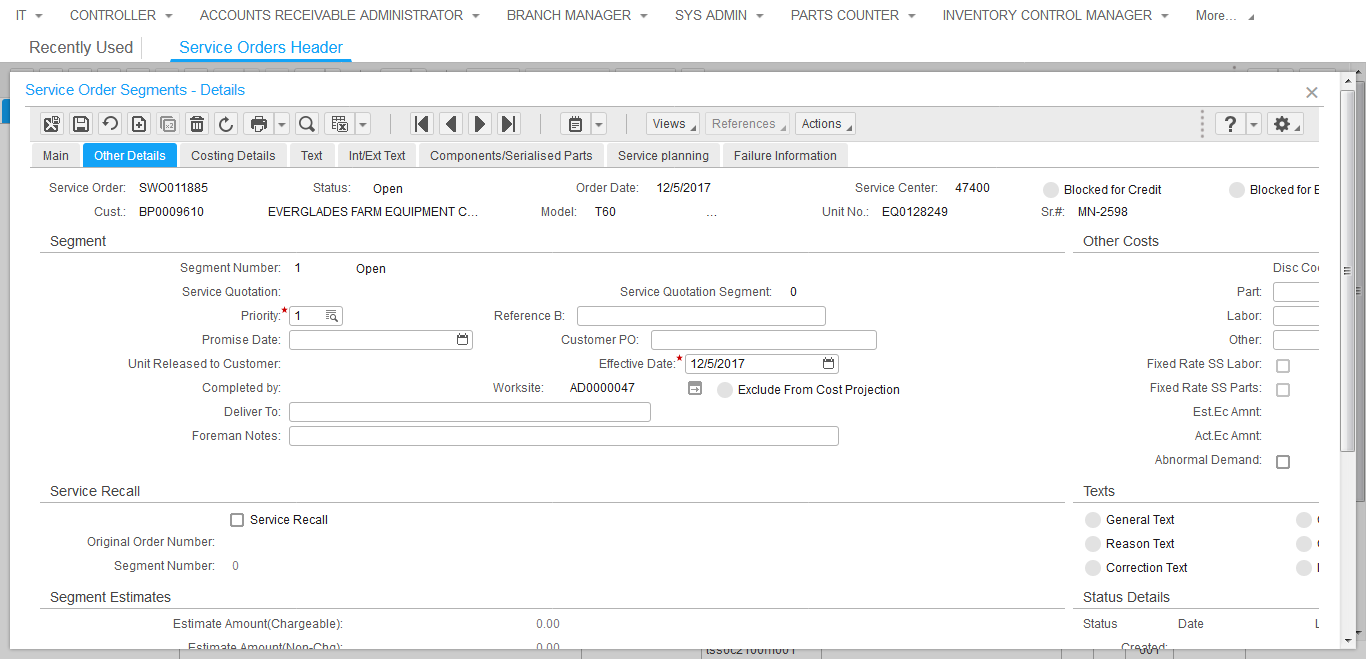 IT CONTROLLER ACCOUNTS RECEIVABLE ADMINISTRATOR BRANCH MANAGER SYS ADMIN PARTS COUNTER INVENTORY CONTROL MANAGER More...
Recently Used Service Orders Header
Service Order Segments - Details
Views References Actions ?
Main Other Details Costing Details Text Int/Ext Text Components/Serialised Parts Service planning Failure Information
Service Order: SWO011885 Status: Open Order Date: 12/5/2017 Service Center: 47400 Blocked for Credit Blocked for
Cust.: BP0009610 EVERGLADES FARM EQUIPMENT C... Model: T60 ... Unit No.: EQ0128249 Sr.#: MN-2598
Segment Other Costs
Segment Number: 1 Open Disc
Service Quotation: Service Quotation Segment: 0 Part:
Priority:* 1 Reference B: Labor:
Promise Date: Customer PO: Other:
Unit Released to Customer: Effective Date:* 12/5/2017 Fixed Rate SS Labor:
Completed by: Worksite: AD0000047 Exclude From Cost Projection Fixed Rate SS Parts:
Deliver To: Est.Ec Amnt:
Foreman Notes: Act.Ec Amnt:
Abnormal Demand:
Service Recall Texts
Service Recall General Text
Original Order Number: Reason Text
Segment Number: 0 Correction Text
Segment Estimates Status Details
Estimate Amount(Chargeable): 0.00 Status Date
Estimate Amount(Non-Chg): 0.00 Created: